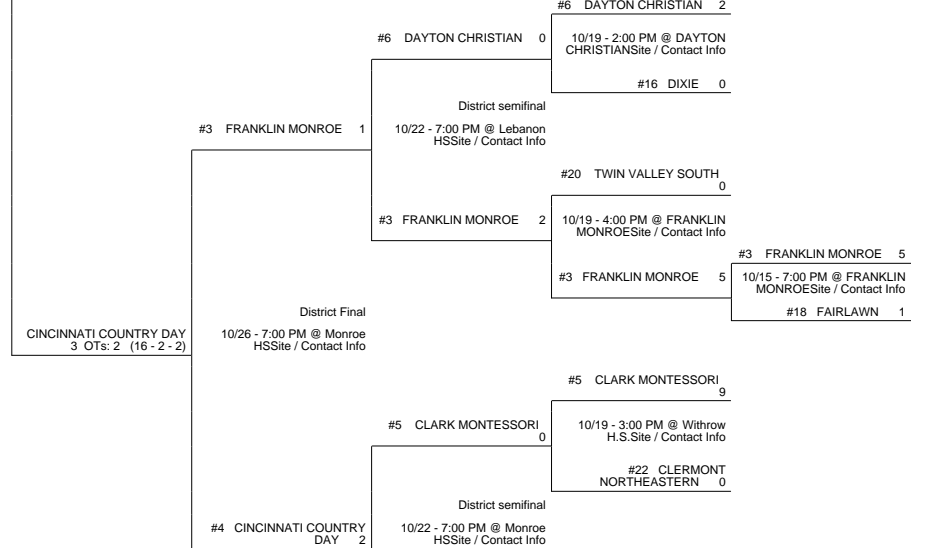 #6 DAYTON CHRISTIAN 2
#6 DAYTON CHRISTIAN 0
10/19 - 2:00 PM @ DAYTON
CHRISTIANSite / Contact Info
#16 DIXIE 0
District semifinal
#3 FRANKLIN MONROE 1
10/22 - 7:00 PM @ Lebanon
HSSite / Contact Info
#20 TWIN VALLEY SOUTH
0
#3 FRANKLIN MONROE 2
10/19 - 4:00 PM @ FRANKLIN
MONROESite / Contact Info
#3 FRANKLIN MONROE 5
#3 FRANKLIN MONROE 5
10/15 - 7:00 PM @ FRANKLIN
MONROESite / Contact Info
#18 FAIRLAWN 1
District Final
CINCINNATI COUNTRY DAY
3 OTs: 2 (16 - 2 - 2)
10/26 - 7:00 PM @ Monroe
HSSite / Contact Info
#5 CLARK MONTESSORI
9
#5 CLARK MONTESSORI
0
10/19 - 3:00 PM @ Withrow
H.S.Site / Contact Info
#22 CLERMONT
NORTHEASTERN 0
District semifinal
#4 CINCINNATI COUNTRY
DAY 2
10/22 - 7:00 PM @ Monroe
HSSite / Contact Info